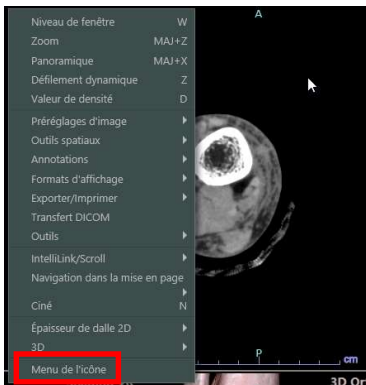 A
Niveau de fenêtre W
Zoom MAJ+Z
Panoramique MAJ+X
Défilement dynamique Z
Valeur de densité D
Préréglages d'image
Outils spatiaux
Annotations
Formats d'affichage
Exporter/Imprimer
Transfert DICOM
Outils
IntelliLink/Scroll
Navigation dans la mise en page
Ciné N
Épaisseur de dalle 2D
3D
P
cm
Menu de l'icône
3D Or